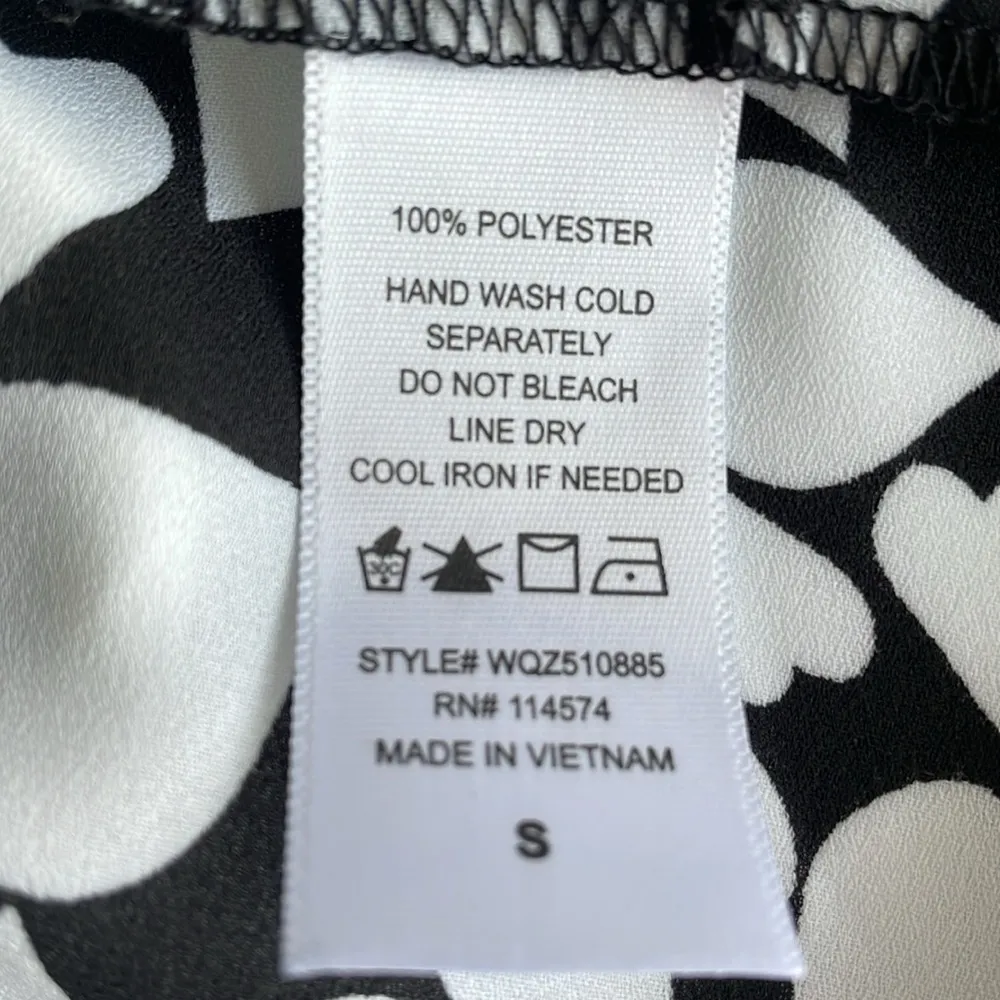 100% POLYESTER
HAND WASH COLD
SEPARATELY
DO NOT BLEACH
LINE DRY
COOL IRON IF NEEDED
30C
STYLE# WQZ510885
RN# 114574
MADE IN VIETNAM
S